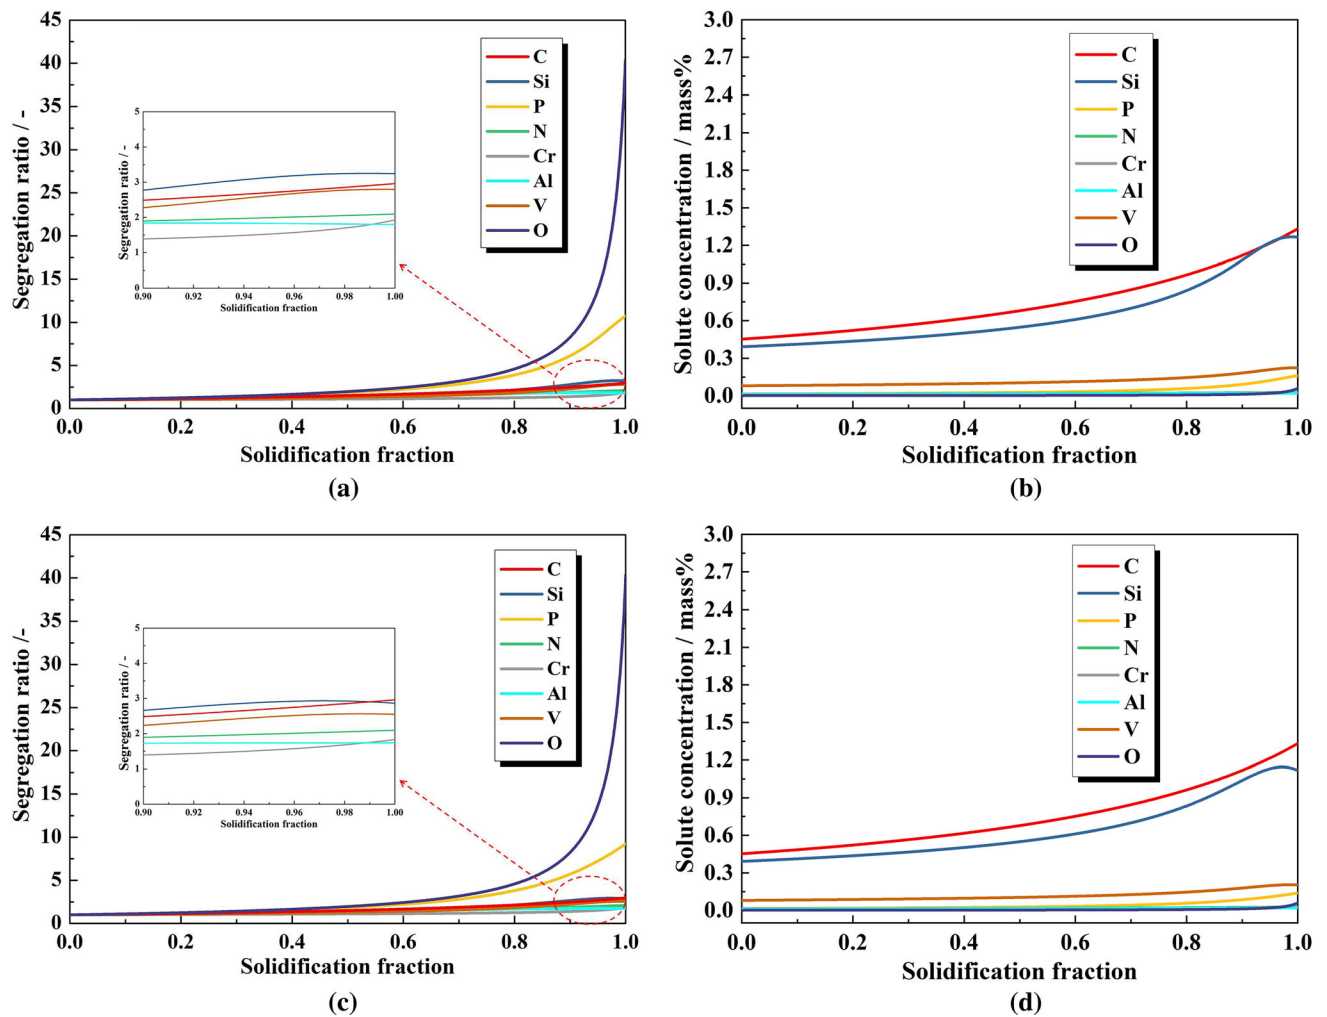 45
40
35
30
25
20
15
10
5
0
Segregation ratio / -
C
Si
P
N
Cr
Al
V
O
5
4
3
2
1
0
Segregation ratio / -
0.90 0.92 0.94 0.96 0.98 1.00
Solidification fraction
0.0 0.2 0.4 0.6 0.8 1.0
Solidification fraction
(a)
3.0
2.7
2.4
2.1
1.8
1.5
1.2
0.9
0.6
0.3
0.0
Solute concentration / mass%
C
Si
P
N
Cr
Al
V
O
0.0 0.2 0.4 0.6 0.8 1.0
Solidification fraction
(b)
45
40
35
30
25
20
15
10
5
0
Segregation ratio /-
C
Si
P
N
Cr
Al
V
O
5
4
3
2
1
0
Segregation ratio / -
0.90 0.92 0.94 0.96 0.98 1.00
Solidification fraction
0.0 0.2 0.4 0.6 0.8 1.0
Solidification fraction
(c)
3.0
2.7
2.4
2.1
1.8
1.5
1.2
0.9
0.6
0.3
0.0
Solute concentration / mass%
C
Si
P
N
Cr
Al
V
O
0.0 0.2 0.4 0.6 0.8 1.0
Solidification fraction
(d)